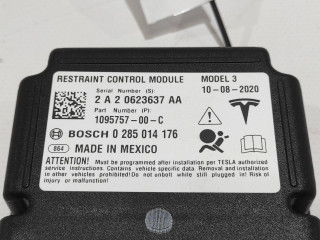 RESTRAINT CONTROL MODULE MODEL 3
Serial Number (S): 10-08-2020
2 A 2 0623637 AA
Part Number (P):
1095757-00-C
BOSCH 0 285 014 176
864 MADE IN MEXICO
ATTENTION! Must be programmed after installation per TESLA authorized
service instructions. Contains vehicle specific data. Removal and installation
in other vehicles prohibited! Do not unbolt while still plugged in! Risk of
injury or malfunction!